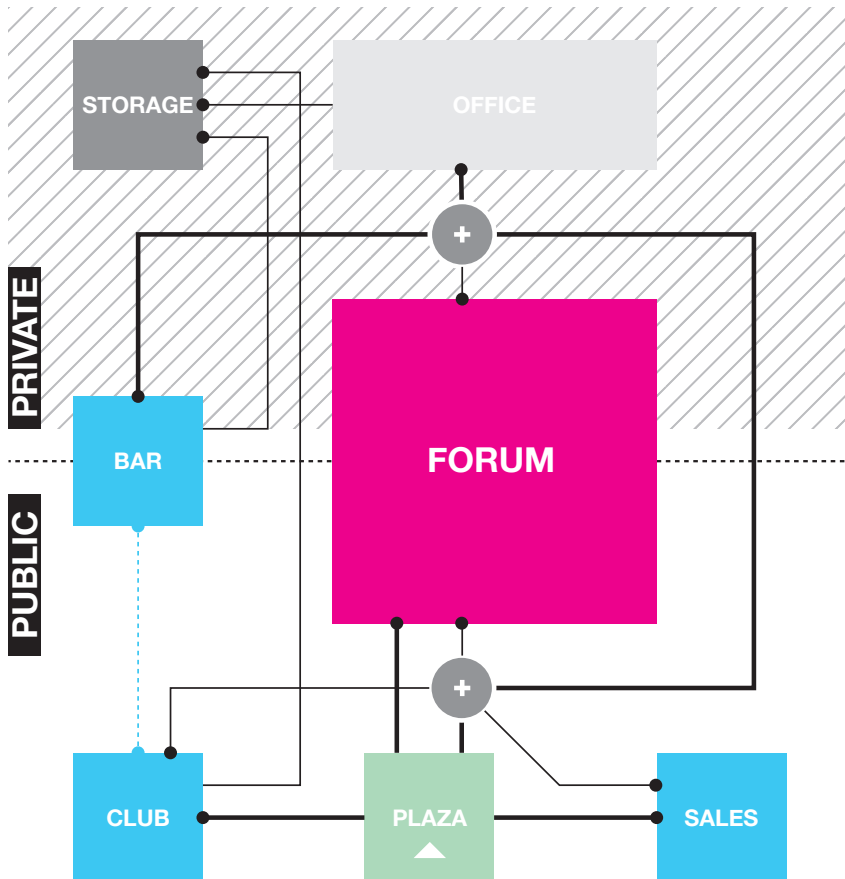 STORAGE
OFFICE
+
PRIVATE
BAR
FORUM
PUBLIC
+
CLUB
PLAZA
SALES